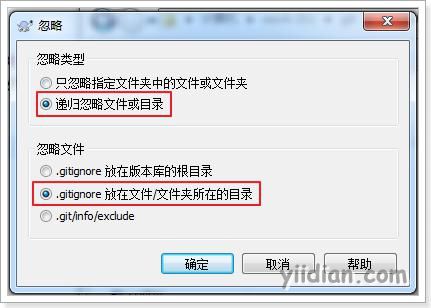 忽略
忽略类型
只忽略指定文件夹中的文件或文件夹
递归忽略文件或目录
忽略文件
.gitignore 放在版本库的根目录
.gitignore 放在文件/文件夹所在的目录
.git/info/exclude
yiidian.com
确定
取消
帮助